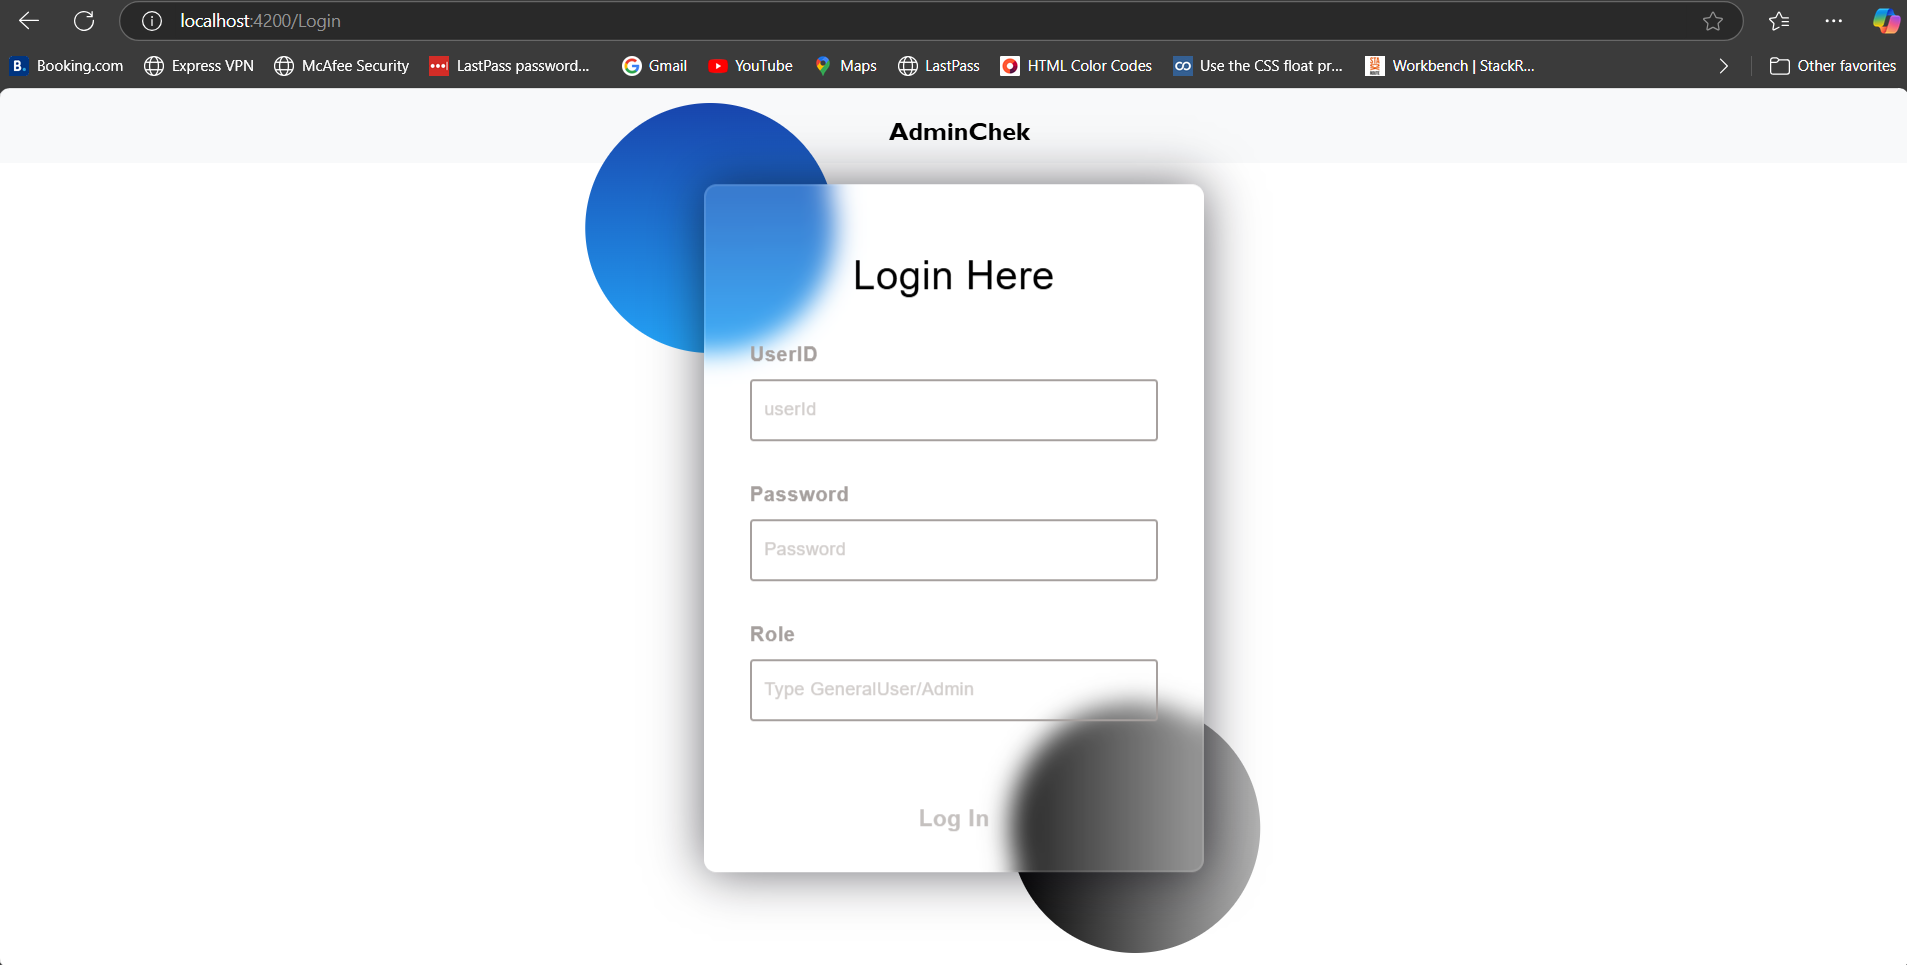 localhost:4200/Login
B. Booking.com Express VPN McAfee Security LastPass password... Gmail YouTube Maps LastPass HTML Color Codes Use the CSS float pr... Workbench | StackR... Other favorites
AdminChek
Login Here
UserID
userId
Password
Password
Role
Type GeneralUser/Admin
Log In